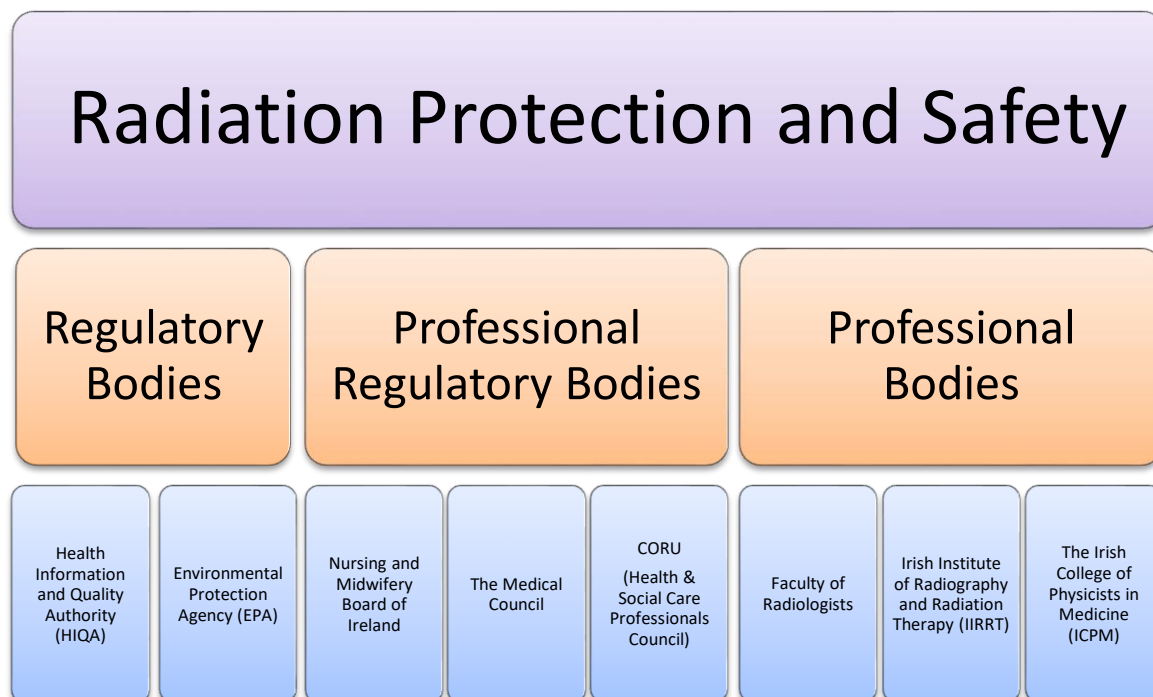 Radiation Protection and Safety
Regulatory
Bodies
Professional
Regulatory Bodies
Professional
Bodies
Health
Information
and Quality
Authority
(HIQA)
Environmental
Protection
Agency (EPA)
Nursing and
Midwifery
Board of
Ireland
The Medical
Council
CORU
(Health &
Social Care
Professionals
Council)
Faculty of
Radiologists
Irish Institute
of Radiography
and Radiation
Therapy (IIRRT)
The Irish
College of
Physicists in
Medicine
(ICPM)